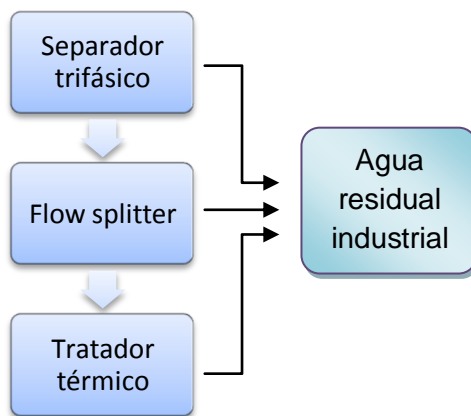 Separador
trifásico
Flow splitter
Tratador
térmico
Agua
residual
industrial